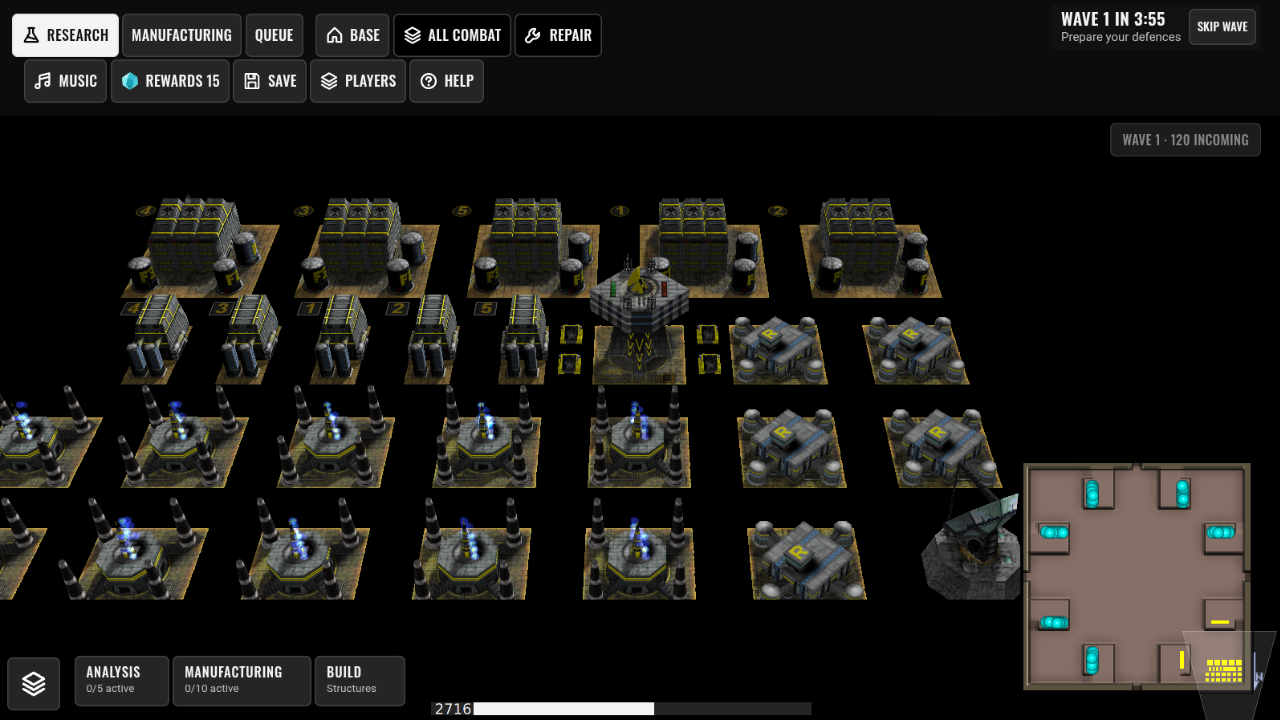 RESEARCH MANUFACTURING QUEUE BASE ALL COMBAT REPAIR
WAVE 1 IN 3:55
Prepare your defences
SKIP WAVE
MUSIC REWARDS 15 SAVE PLAYERS HELP
WAVE 1 · 120 INCOMING
4 3 5 1 2
4 3 1 2 5
R R
R R
R
ANALYSIS
0/5 active
MANUFACTURING
0/10 active
BUILD
Structures
2716